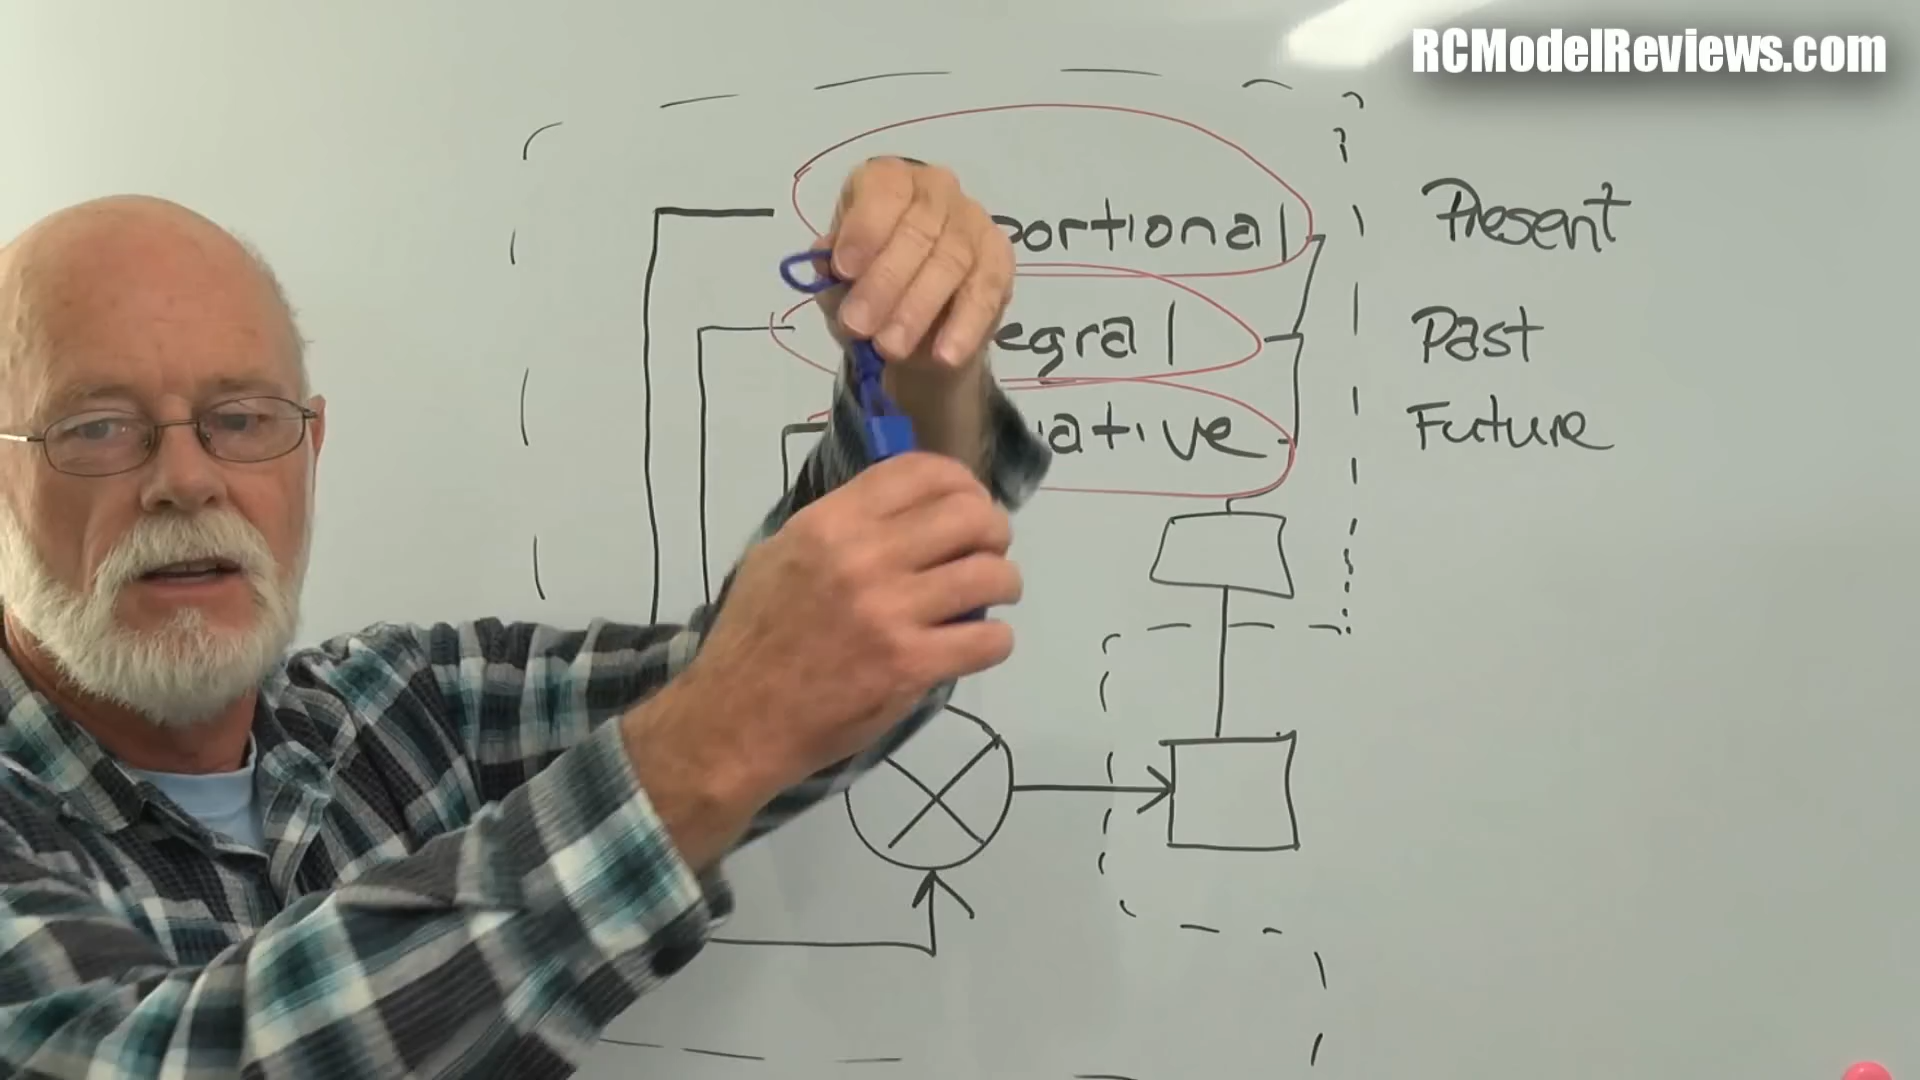 RCModelReviews.com
portional Present
egral Past
ative Future